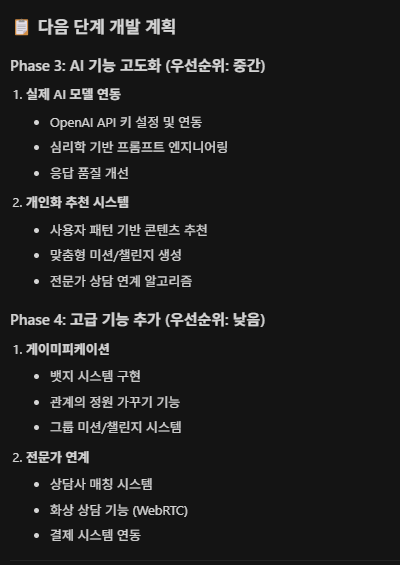 📋 다음 단계 개발 계획
Phase 3: AI 기능 고도화 (우선순위: 중간)
1. 실제 AI 모델 연동
• OpenAI API 키 설정 및 연동
• 심리학 기반 프롬프트 엔지니어링
• 응답 품질 개선
2. 개인화 추천 시스템
• 사용자 패턴 기반 콘텐츠 추천
• 맞춤형 미션/챌린지 생성
• 전문가 상담 연계 알고리즘
Phase 4: 고급 기능 추가 (우선순위: 낮음)
1. 게이미피케이션
• 뱃지 시스템 구현
• 관계의 정원 가꾸기 기능
• 그룹 미션/챌린지 시스템
2. 전문가 연계
• 상담사 매칭 시스템
• 화상 상담 기능 (WebRTC)
• 결제 시스템 연동